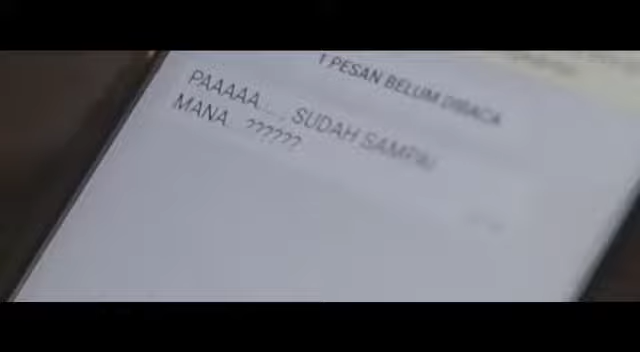 1 PESAN BELUM DIBACA
PAAAAA.... SUDAH SAMPAI
MANA..??????